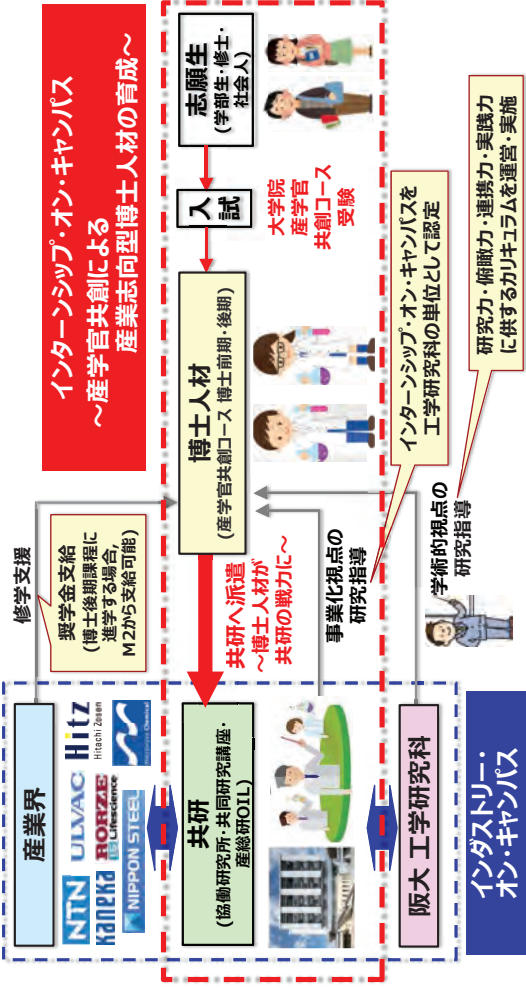 インターンシップ・オン・キャンパス
～産学官共創による
産業志向型博士人材の育成～
志願生
(学部生・修士・
社会人)
入
試
大学院
産学官
共創コース
受験
博士人材
(産学官共創コース 博士前期・後期)
インターンシップ・オン・キャンパスを
工学研究科の単位として認定
研究力・俯瞰力・連携力・実践力
に供するカリキュラムを運営・実施
修学支援
奨学金支給
(博士後期課程に
進学する場合,
M2から支給可能)
共研へ派遣
～博士人材が
共研の戦力に～
事業化視点の
研究指導
学術的視点の
研究指導
産業界
NTN
ULVAC
Hitz
Hitachi Zosen
kaneka
RORZE
Lifescience
NIPPON STEEL
共研
(協働研究所・共同研究講座・
産総研OIL)
阪大 工学研究科
インダストリー・
オン・キャンパス